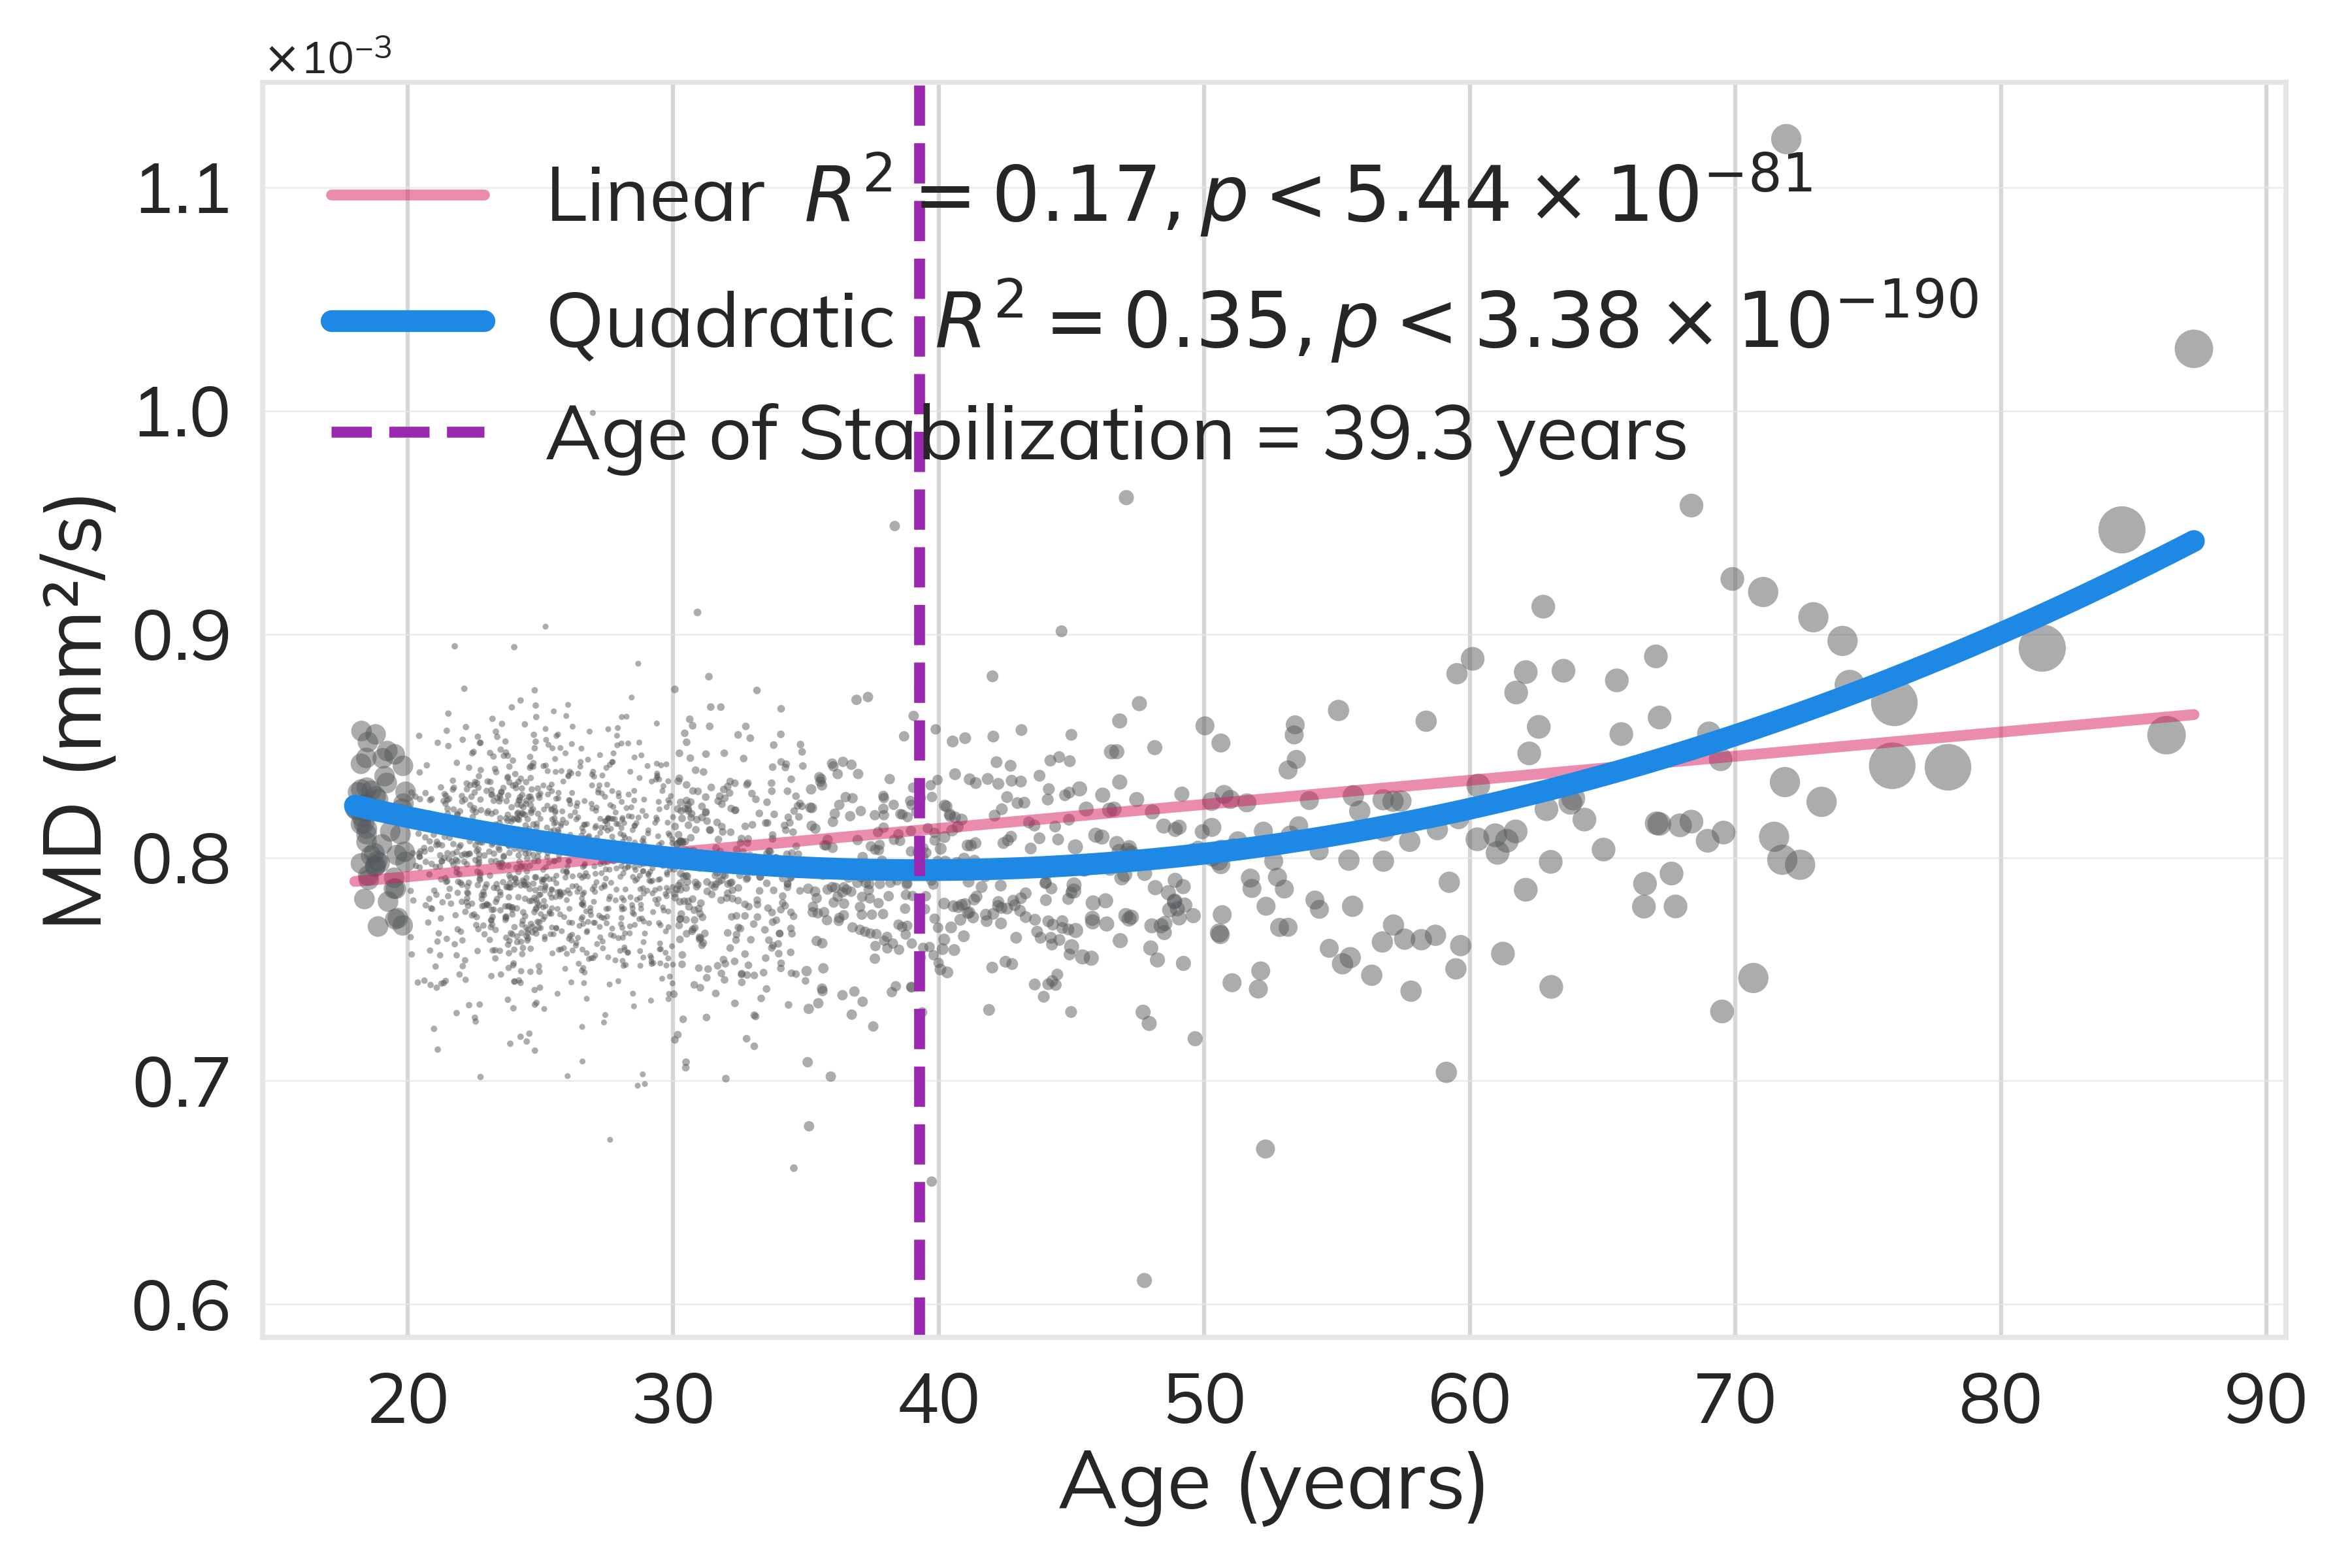 ×10⁻³
1.1
1.0
0.9
0.8
0.7
0.6
MD (mm²/s)
Linear R² = 0.17, p < 5.44 × 10⁻⁸¹
Quadratic R² = 0.35, p < 3.38 × 10⁻¹⁹⁰
Age of Stabilization = 39.3 years
20 30 40 50 60 70 80 90
Age (years)